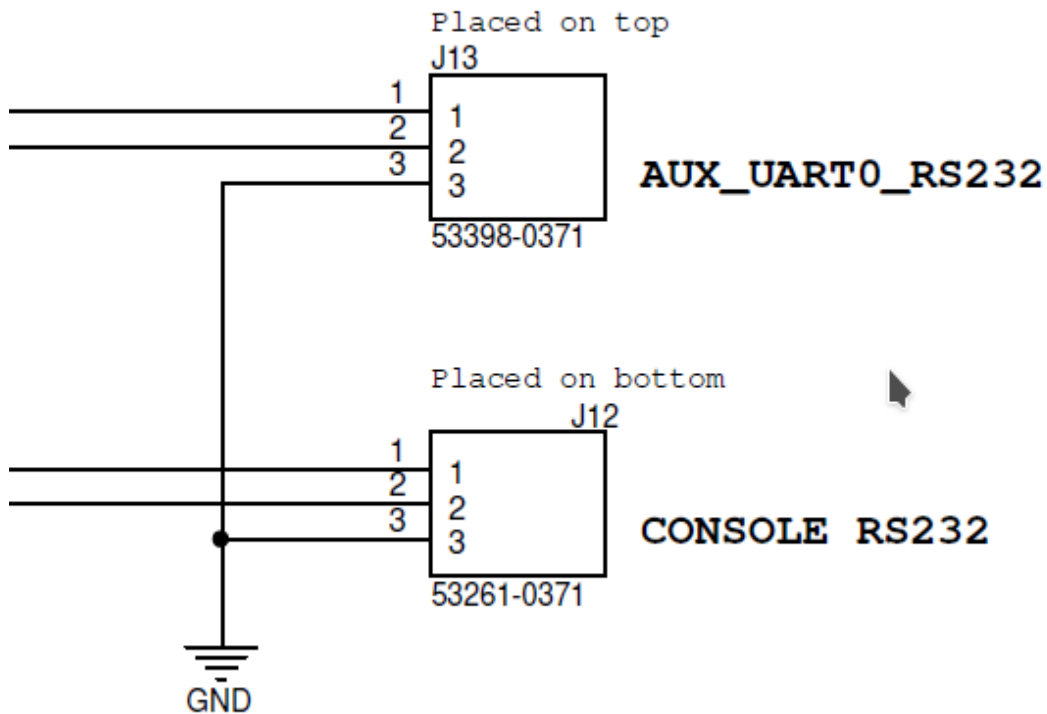 Placed on top
J13
1 1
2 2
3 3
AUX_UART0_RS232
53398-0371
Placed on bottom
J12
1 1
2 2
3 3
CONSOLE RS232
53261-0371
GND